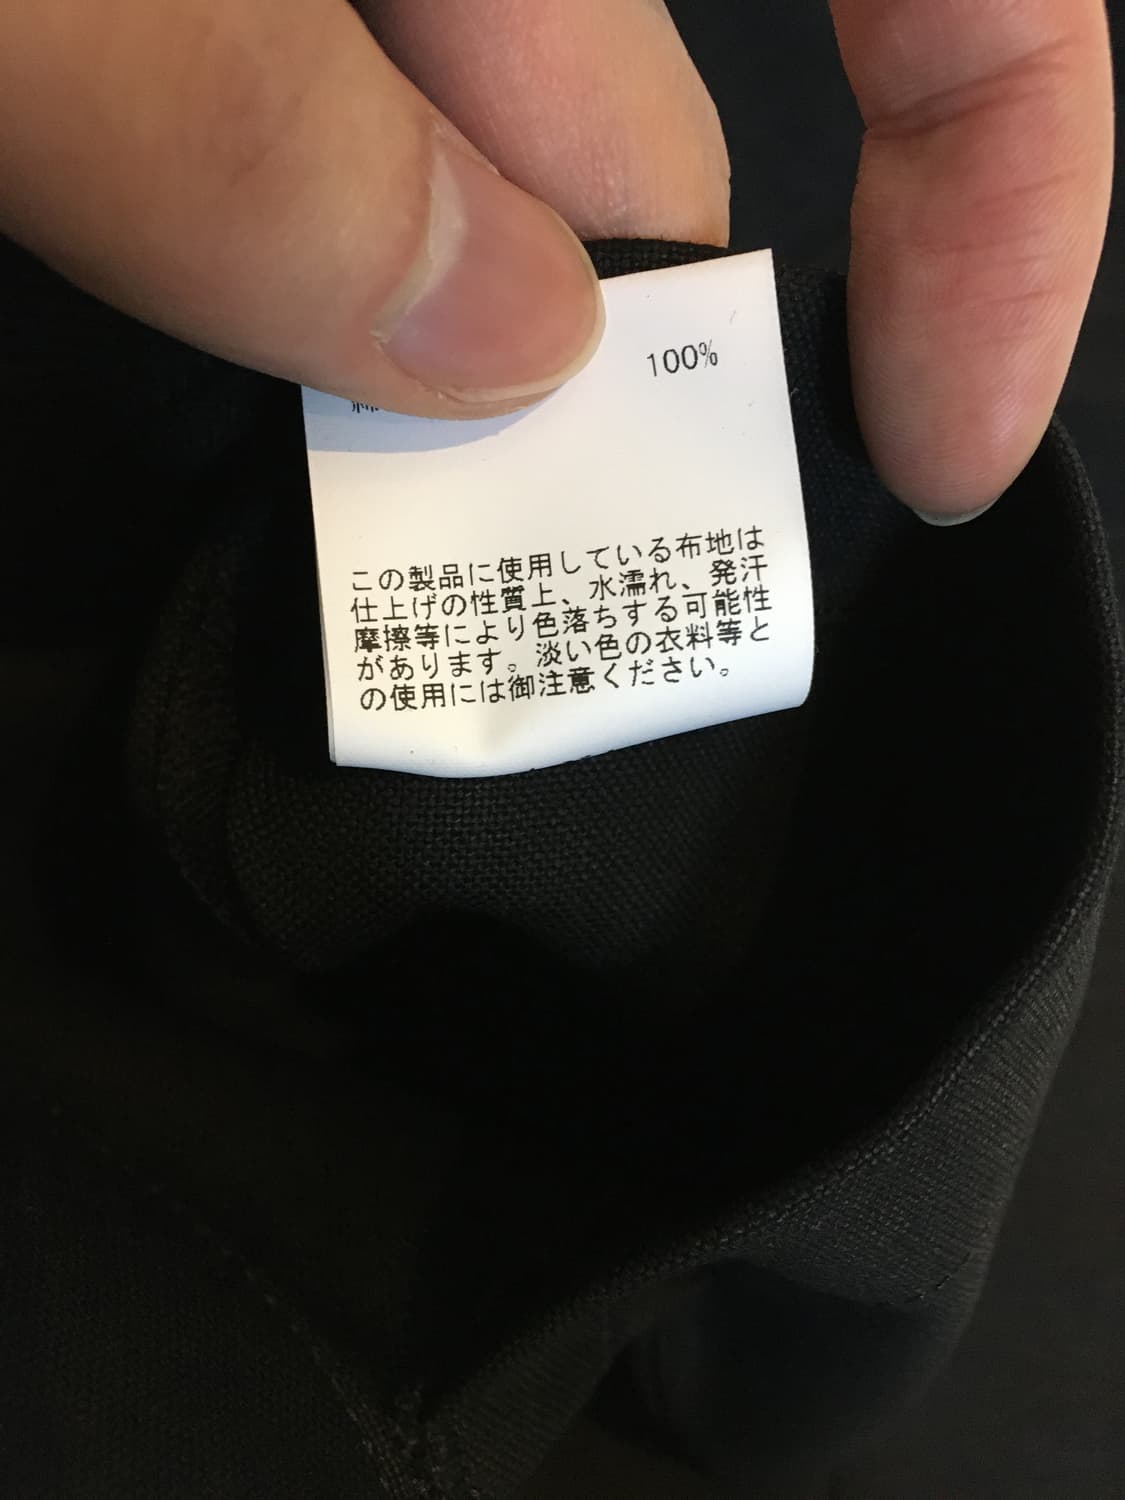 100%
この製品に使用している布地は
仕上げの性質上、水濡れ、発汗
摩擦等により色落ちする可能性
があります。淡い色の衣料等と
の使用には御注意ください。